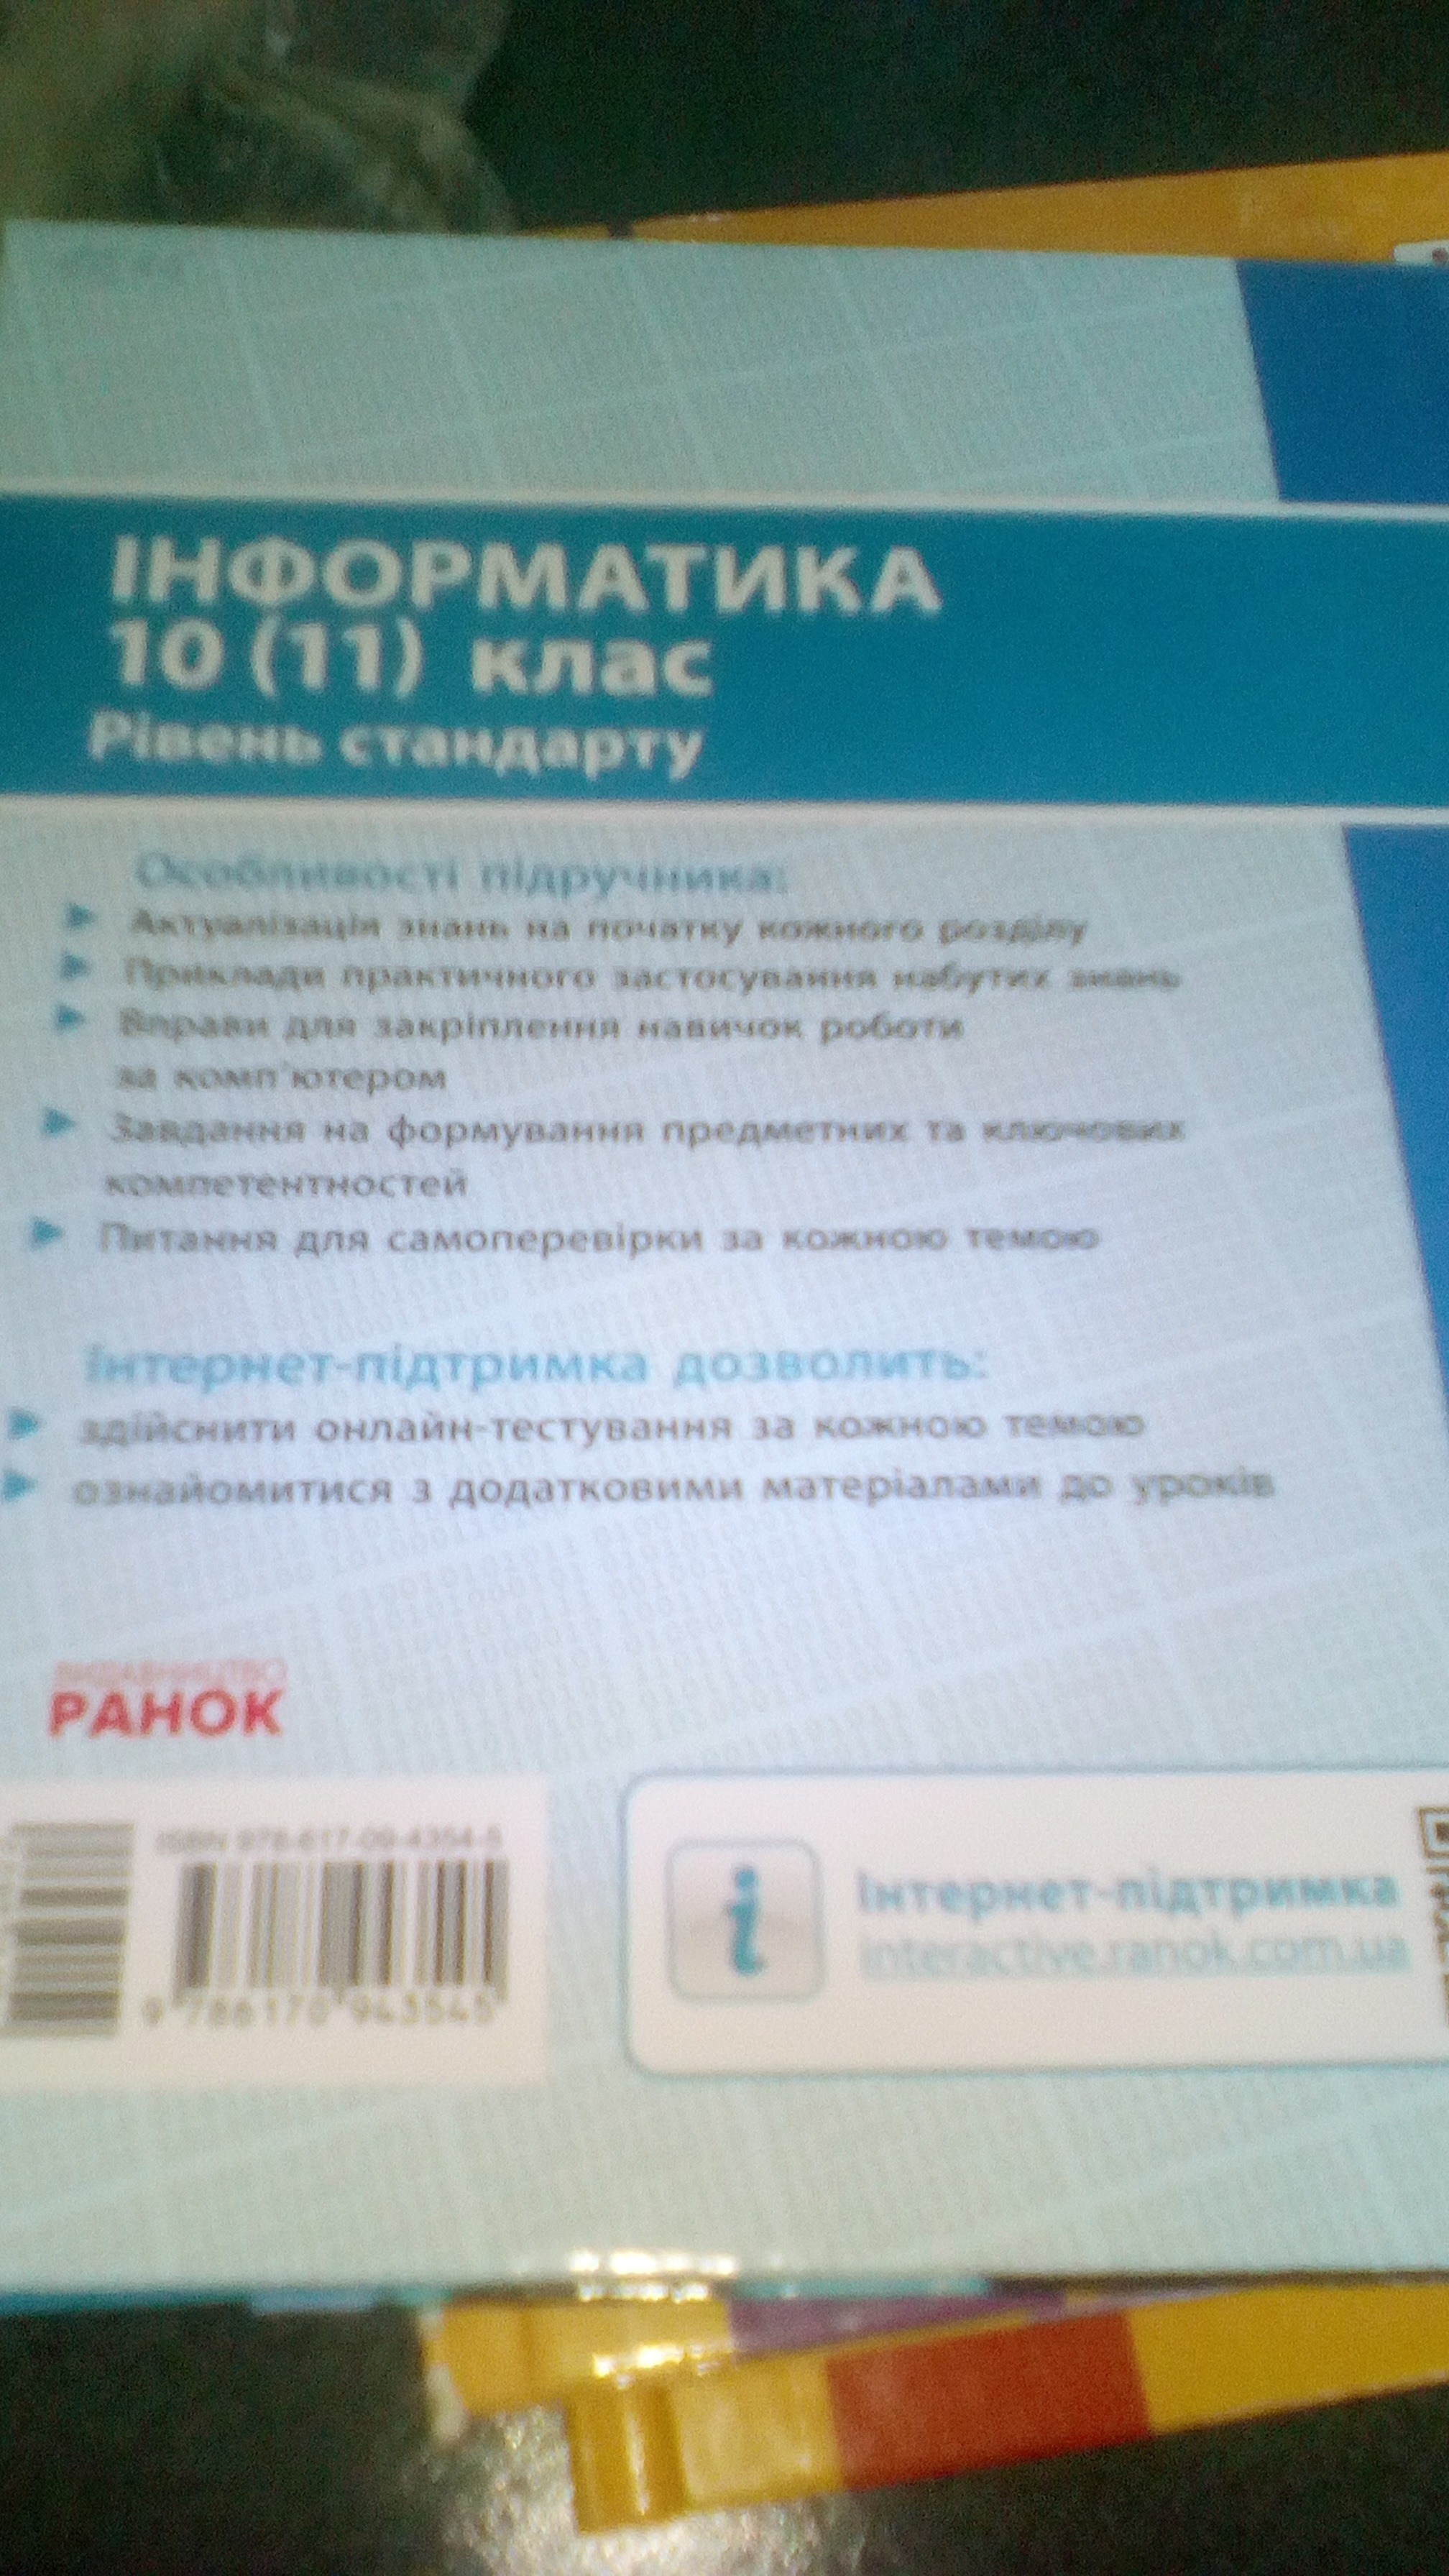 ІНФОРМАТИКА
10 (11) клас
Рівень стандарту
Особливості підручника:
Актуалізація знань на початку кожного розділу
Приклади практичного застосування набутих знань
Вправи для закріплення навичок роботи
за комп'ютером
Завдання на формування предметних та ключових
компетентностей
Питання для самоперевірки за кожною темою
Інтернет-підтримка дозволить:
здійснити онлайн-тестування за кожною темою
ознайомитися з додатковими матеріалами до уроків
ВИДАВНИЦТВО
РАНОК
ISBN 978-617-09-4354-5
9 786170 943545
Інтернет-підтримка
interactive.ranok.com.ua